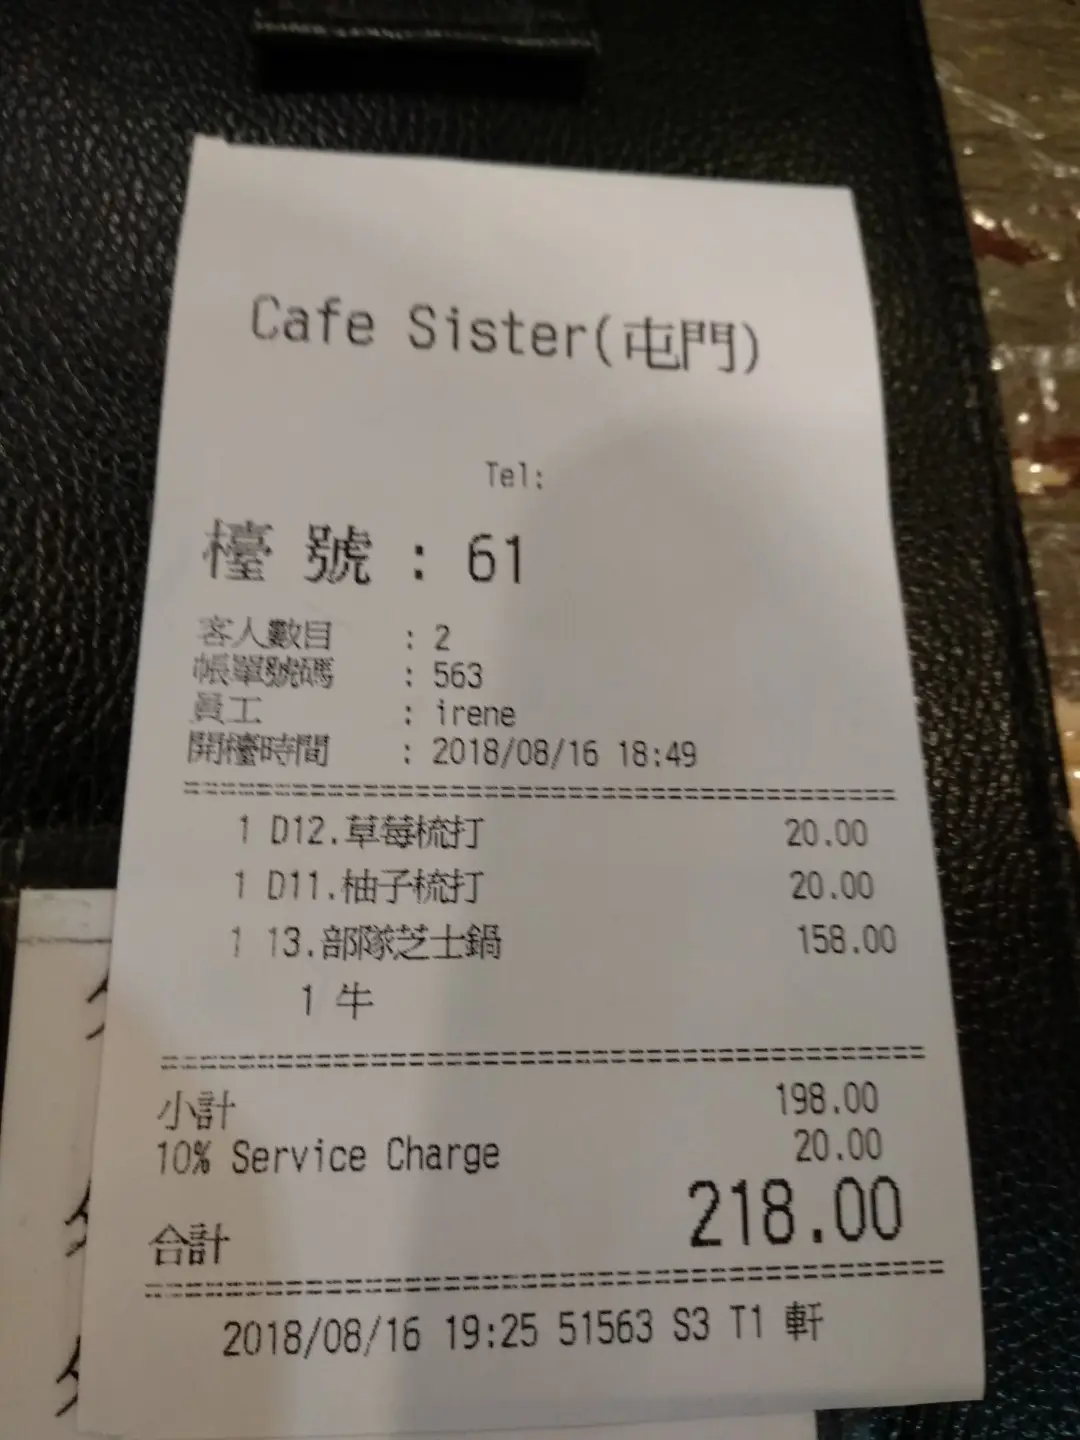 Cafe Sister(屯門)
Tel:
檯 號 : 61
客人數目 : 2
帳單號碼 : 563
員工 : irene
開檯時間 : 2018/08/16 18:49
1 D12.草莓梳打 20.00
1 D11.柚子梳打 20.00
1 13.部隊芝士鍋 158.00
1 牛
小計 198.00
10% Service Charge 20.00
合計 218.00
2018/08/16 19:25 51563 S3 T1 軒